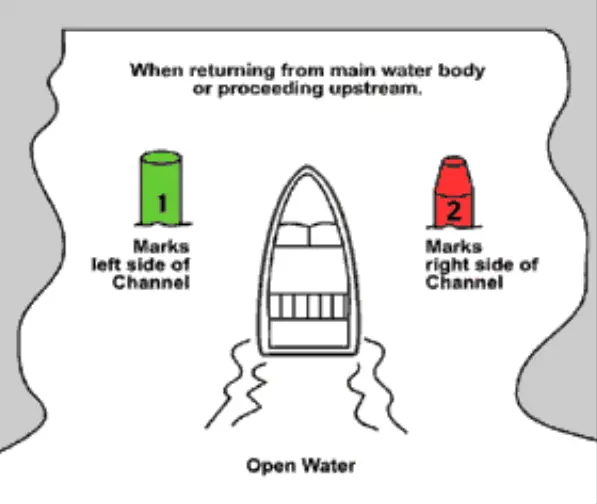 When returning from main water body
or proceeding upstream.
1
2
Marks
left side of
Channel
Marks
right side of
Channel
Open Water